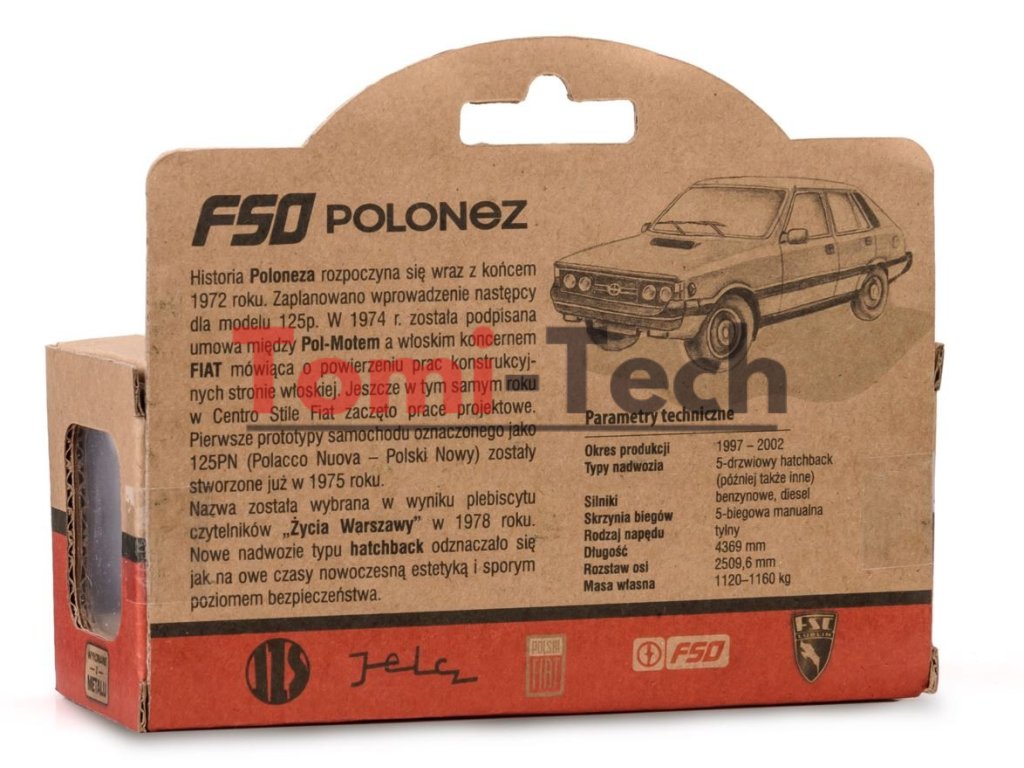 FSO POLONEZ
Historia Poloneza rozpoczyna się wraz z końcem
1972 roku. Zaplanowano wprowadzenie następcy
dla modelu 125p. W 1974 r. została podpisana
umowa między Pol-Motem a włoskim koncernem
FIAT mówiąca o powierzeniu prac konstrukcyj-
nych stronie włoskiej. Jeszcze w tym samym roku
w Centro Stile Fiat zaczęto prace projektowe.
Pierwsze prototypy samochodu oznaczonego jako
125PN (Polacco Nuova – Polski Nowy) zostały
stworzone już w 1975 roku.
Nazwa została wybrana w wyniku plebiscytu
czytelników „Życia Warszawy” w 1978 roku.
Nowe nadwozie typu hatchback odznaczało się
jak na owe czasy nowoczesną estetyką i sporym
poziomem bezpieczeństwa.
Tomi-Tech
Parametry techniczne
Okres produkcji 1997 – 2002
Typy nadwozia 5-drzwiowy hatchback
(później także inne)
Silniki benzynowe, diesel
Skrzynia biegów 5-biegowa manualna
Rodzaj napędu tylny
Długość 4369 mm
Rozstaw osi 2509,6 mm
Masa własna 1120–1160 kg
WYKONANE
Z
METALU
Jelcz
POLSKI
FIAT
FSO
FSC
LUBLIN